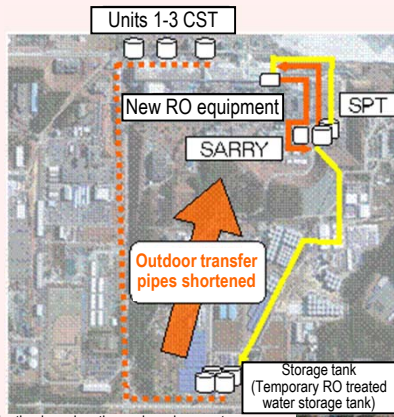 Units 1-3 CST
New RO equipment
SPT
SARRY
Outdoor transfer
pipes shortened
Storage tank
(Temporary RO treated
water storage tank)